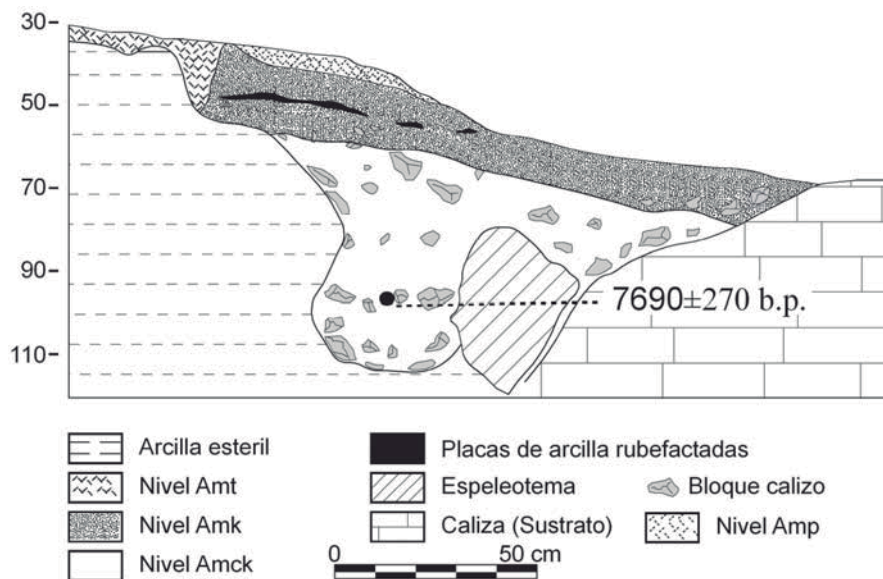 30
50
70
90
110
7690±270 b.p.
Arcilla esteril
Placas de arcilla rubefactadas
Nivel Amt
Espeleotema
Bloque calizo
Nivel Amk
Caliza (Sustrato)
Nivel Amp
Nivel Amck
0
50 cm